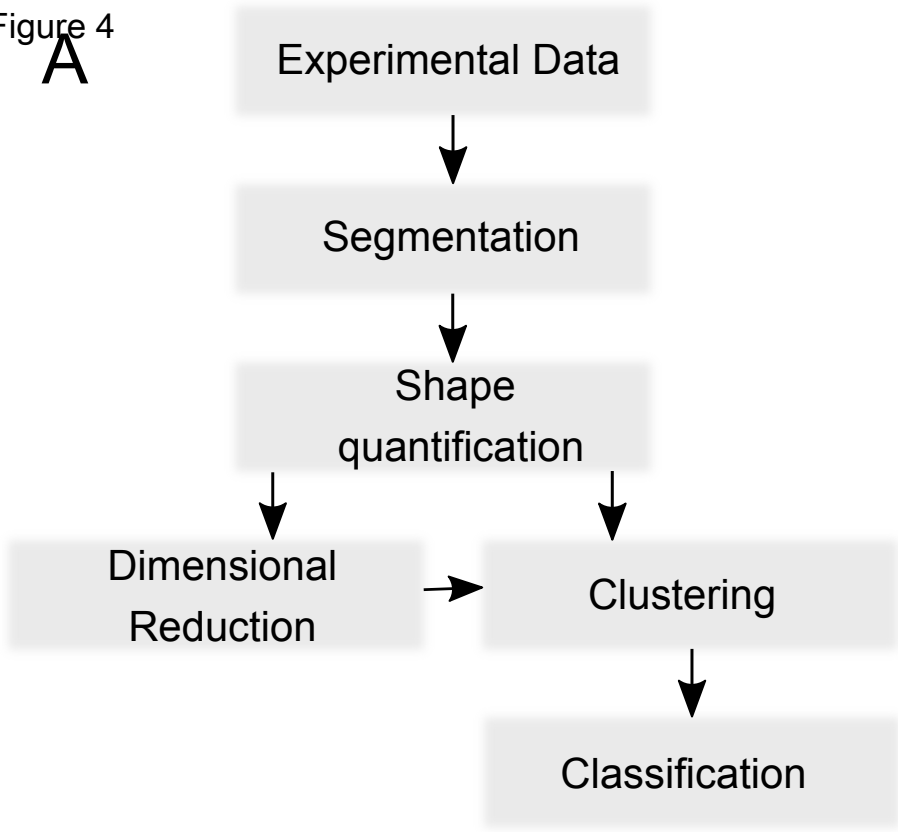 Figure 4
A
Experimental Data
Segmentation
Shape
quantification
Dimensional
Reduction
Clustering
Classification